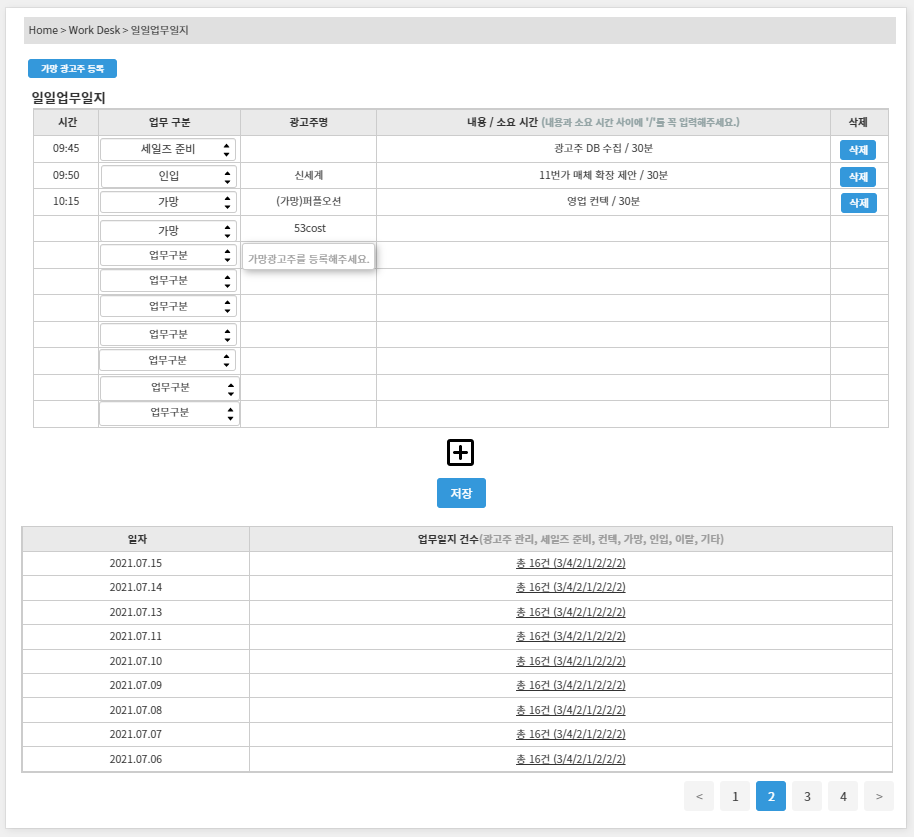 Home > Work Desk > 일일업무일지
가망 광고주 등록
일일업무일지
시간 업무 구분 광고주명 내용 / 소요 시간 (내용과 소요 시간 사이에 '/'를 꼭 입력해주세요.) 삭제
09:45 세일즈 준비 광고주 DB 수집 / 30분 삭제
09:50 인입 신세계 11번가 매체 확장 제안 / 30분 삭제
10:15 가망 (가망)퍼플오션 영업 컨텍 / 30분 삭제
가망 53cost
업무구분 가망광고주를 등록해주세요.
업무구분
업무구분
업무구분
업무구분
업무구분
업무구분
저장
일자 업무일지 건수(광고주 관리, 세일즈 준비, 컨텍, 가망, 인입, 이탈, 기타)
2021.07.15 총 16건 (3/4/2/1/2/2/2)
2021.07.14 총 16건 (3/4/2/1/2/2/2)
2021.07.13 총 16건 (3/4/2/1/2/2/2)
2021.07.11 총 16건 (3/4/2/1/2/2/2)
2021.07.10 총 16건 (3/4/2/1/2/2/2)
2021.07.09 총 16건 (3/4/2/1/2/2/2)
2021.07.08 총 16건 (3/4/2/1/2/2/2)
2021.07.07 총 16건 (3/4/2/1/2/2/2)
2021.07.06 총 16건 (3/4/2/1/2/2/2)
< 1 2 3 4 >